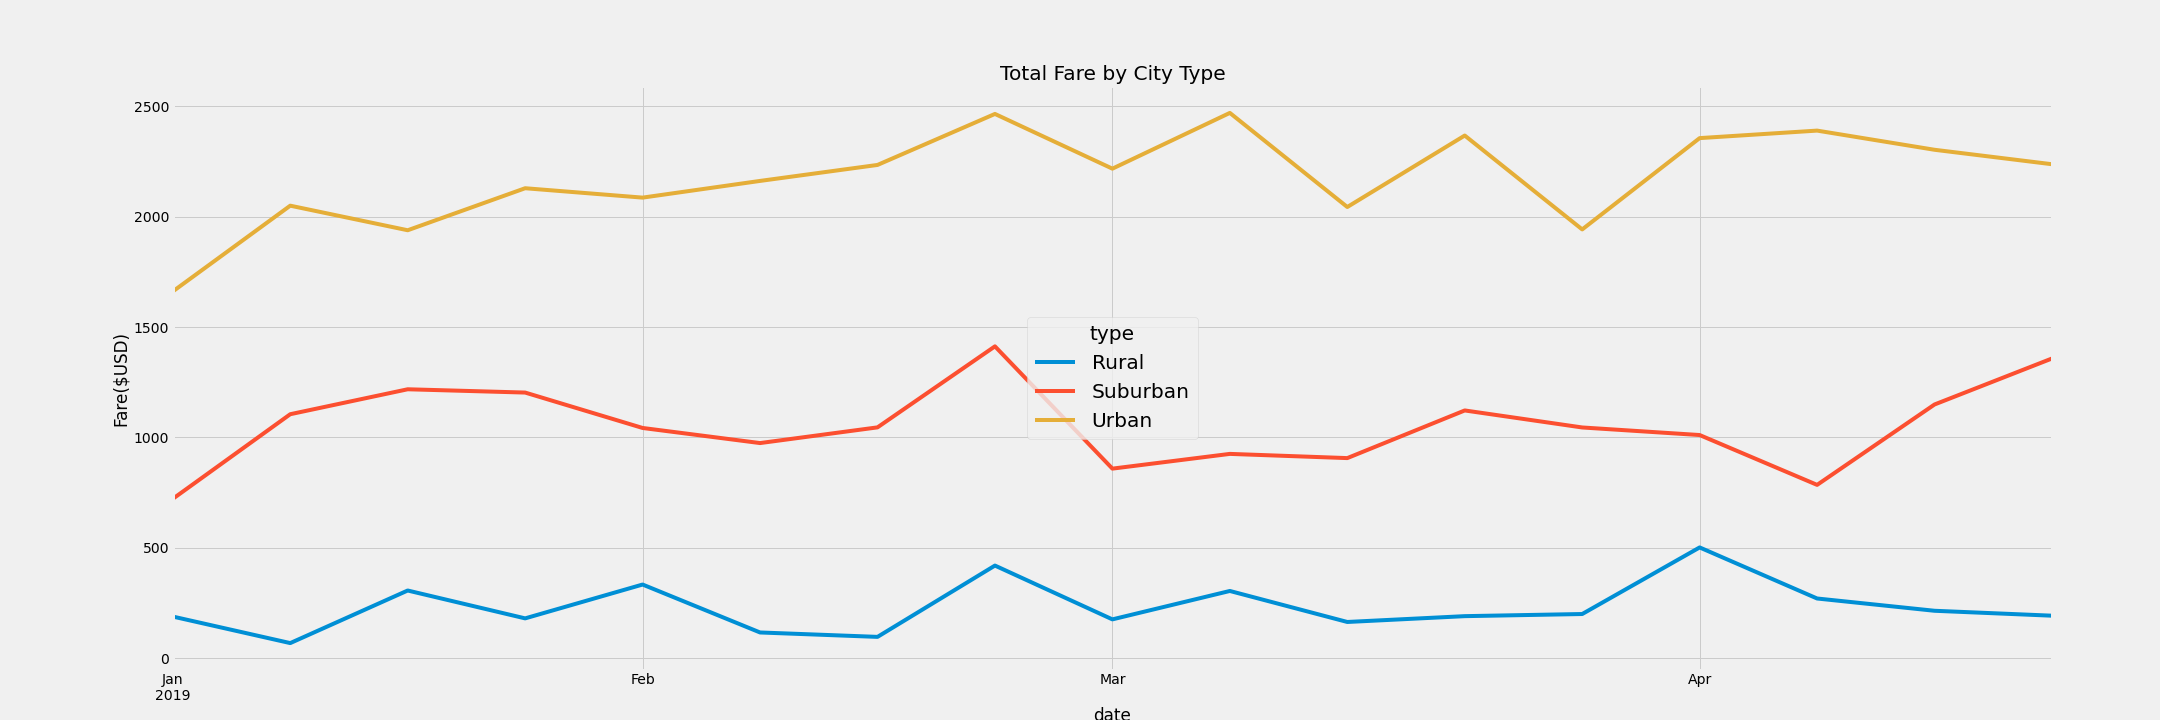 Total Fare by City Type
2500
2000
1500
1000
500
0
Fare($USD)
type
Rural
Suburban
Urban
Jan
2019
Feb
Mar
Apr
date